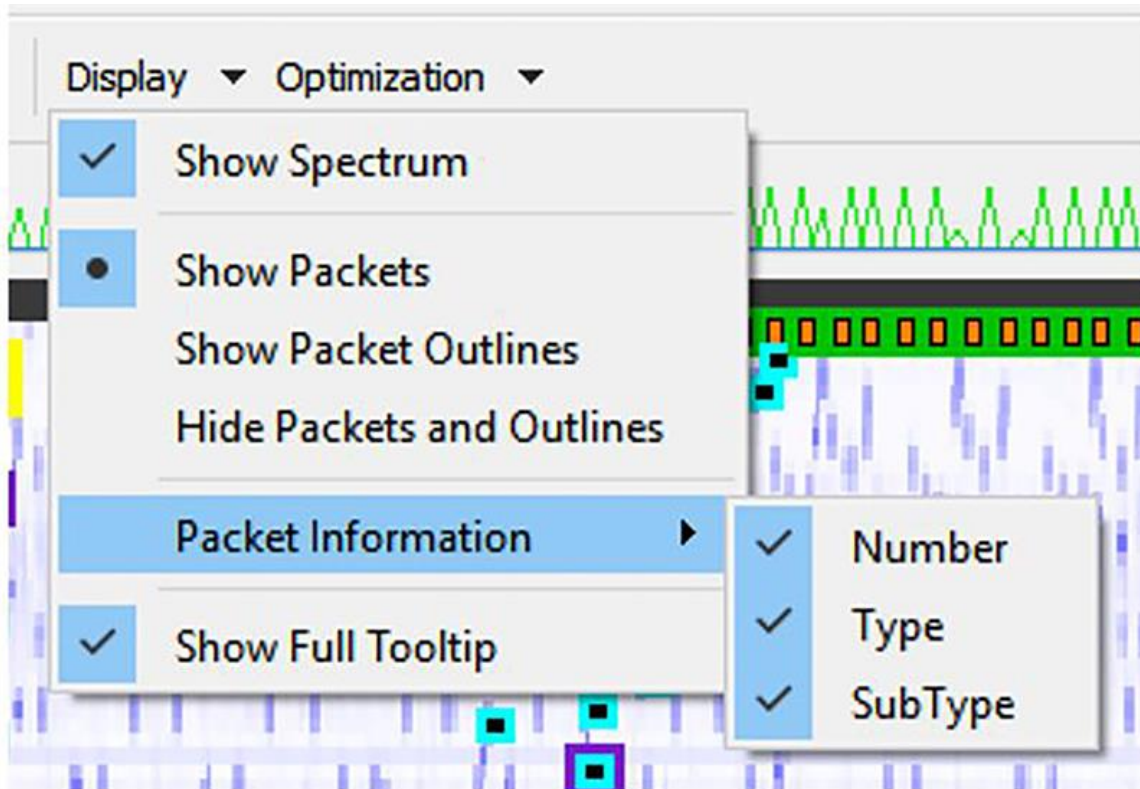 Display Optimization
Show Spectrum
Show Packets
Show Packet Outlines
Hide Packets and Outlines
Packet Information
Show Full Tooltip
Number
Type
SubType